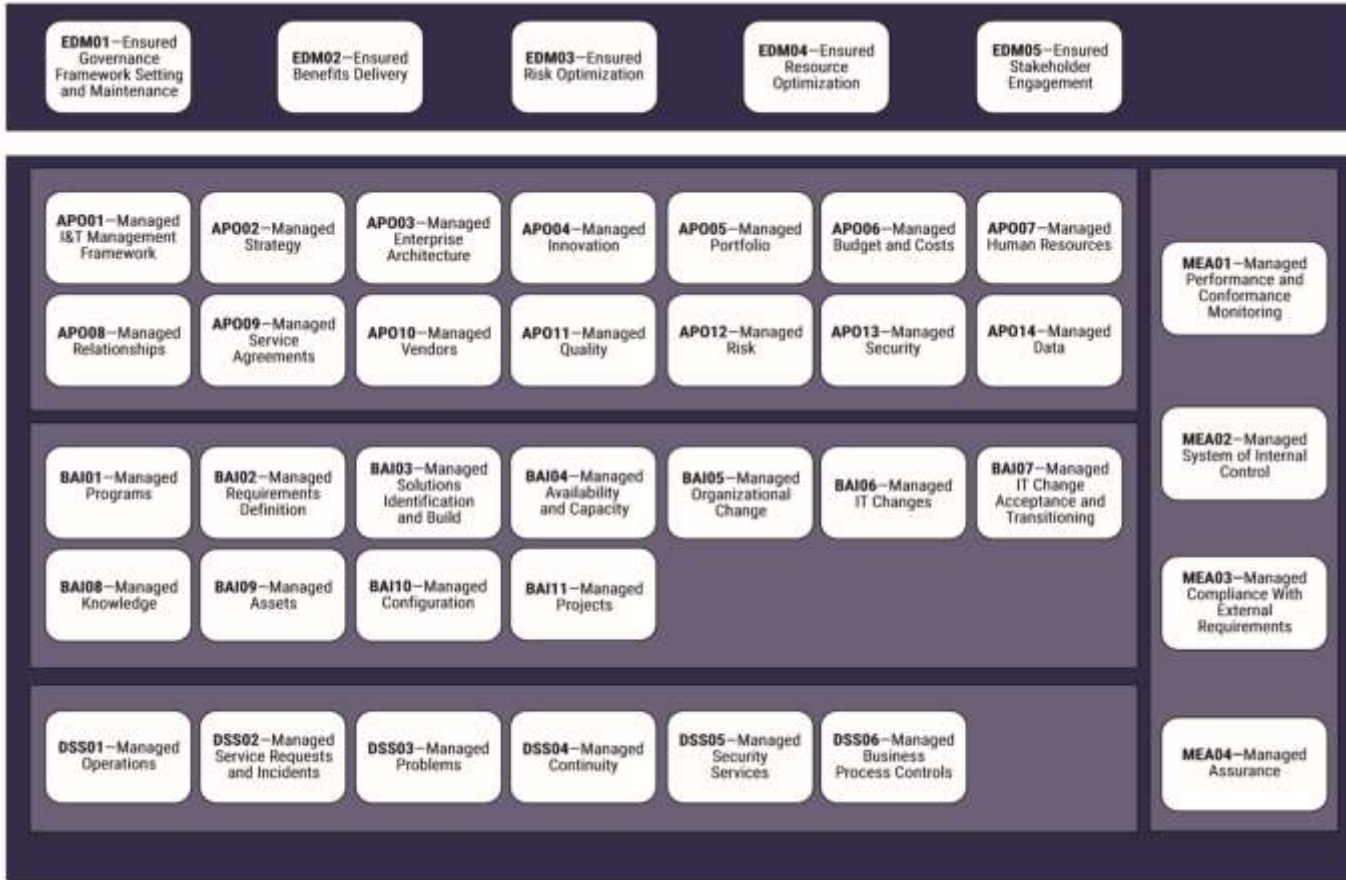 EDM01—Ensured
Governance
Framework Setting
and Maintenance
EDM02—Ensured
Benefits Delivery
EDM03—Ensured
Risk Optimization
EDM04—Ensured
Resource
Optimization
EDM05—Ensured
Stakeholder
Engagement
APO01—Managed
I&T Management
Framework
APO02—Managed
Strategy
APO03—Managed
Enterprise
Architecture
APO04—Managed
Innovation
APO05—Managed
Portfolio
APO06—Managed
Budget and Costs
APO07—Managed
Human Resources
APO08—Managed
Relationships
APO09—Managed
Service
Agreements
APO10—Managed
Vendors
APO11—Managed
Quality
APO12—Managed
Risk
APO13—Managed
Security
APO14—Managed
Data
BAI01—Managed
Programs
BAI02—Managed
Requirements
Definition
BAI03—Managed
Solutions
Identification
and Build
BAI04—Managed
Availability
and Capacity
BAI05—Managed
Organizational
Change
BAI06—Managed
IT Changes
BAI07—Managed
IT Change
Acceptance and
Transitioning
BAI08—Managed
Knowledge
BAI09—Managed
Assets
BAI10—Managed
Configuration
BAI11—Managed
Projects
DSS01—Managed
Operations
DSS02—Managed
Service Requests
and Incidents
DSS03—Managed
Problems
DSS04—Managed
Continuity
DSS05—Managed
Security
Services
DSS06—Managed
Business
Process Controls
MEA01—Managed
Performance and
Conformance
Monitoring
MEA02—Managed
System of Internal
Control
MEA03—Managed
Compliance With
External
Requirements
MEA04—Managed
Assurance